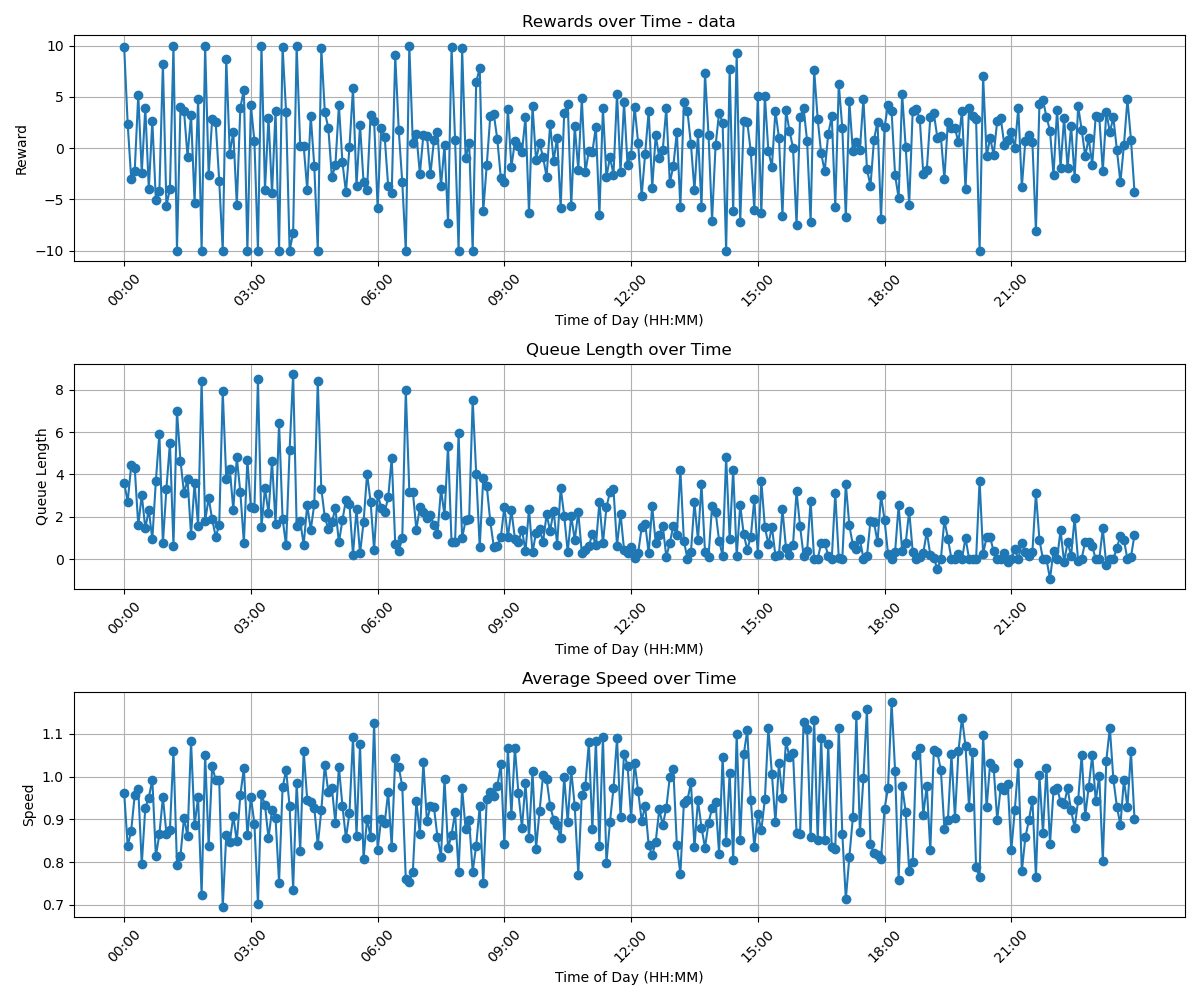 Rewards over Time - data
Reward
10
5
0
−5
−10
00:00 03:00 06:00 09:00 12:00 15:00 18:00 21:00
Time of Day (HH:MM)
Queue Length over Time
Queue Length
8
6
4
2
0
00:00 03:00 06:00 09:00 12:00 15:00 18:00 21:00
Time of Day (HH:MM)
Average Speed over Time
Speed
1.1
1.0
0.9
0.8
0.7
00:00 03:00 06:00 09:00 12:00 15:00 18:00 21:00
Time of Day (HH:MM)